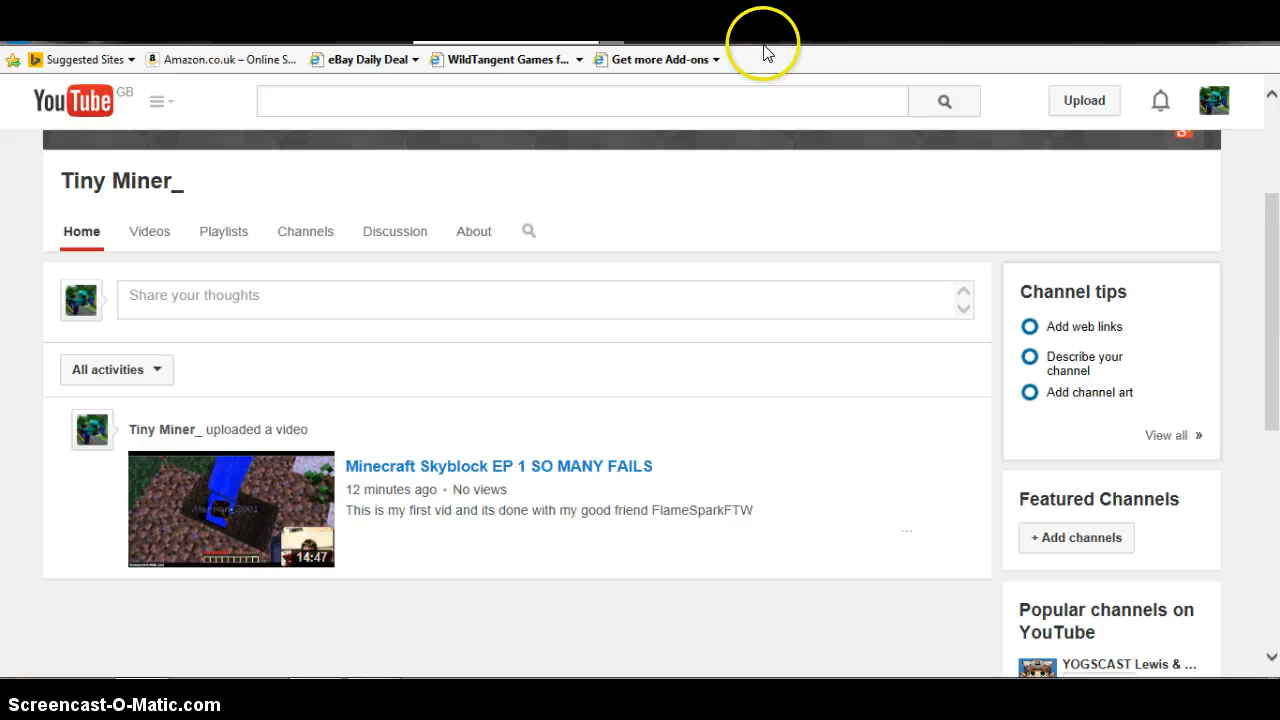 Suggested Sites
Amazon.co.uk – Online S...
eBay Daily Deal
WildTangent Games f...
Get more Add-ons
YouTube GB
Upload
Tiny Miner_
Home Videos Playlists Channels Discussion About
Share your thoughts
All activities
Tiny Miner_ uploaded a video
Minecraft Skyblock EP 1 SO MANY FAILS
12 minutes ago • No views
This is my first vid and its done with my good friend FlameSparkFTW
...
14:47
Channel tips
Add web links
Describe your
channel
Add channel art
View all »
Featured Channels
+ Add channels
Popular channels on
YouTube
YOGSCAST Lewis & ...
Screencast-O-Matic.com